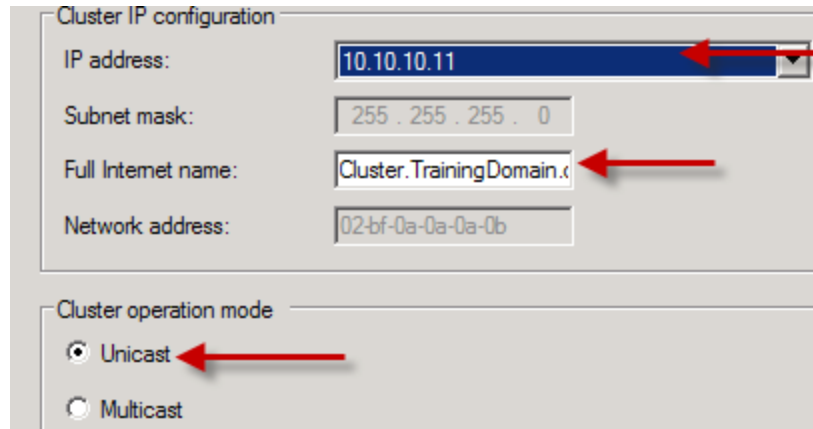 Cluster IP configuration
IP address: 10.10.10.11
Subnet mask: 255 . 255 . 255 . 0
Full Internet name: Cluster.TrainingDomain.
Network address: 02-bf-0a-0a-0a-0b
Cluster operation mode
Unicast
Multicast